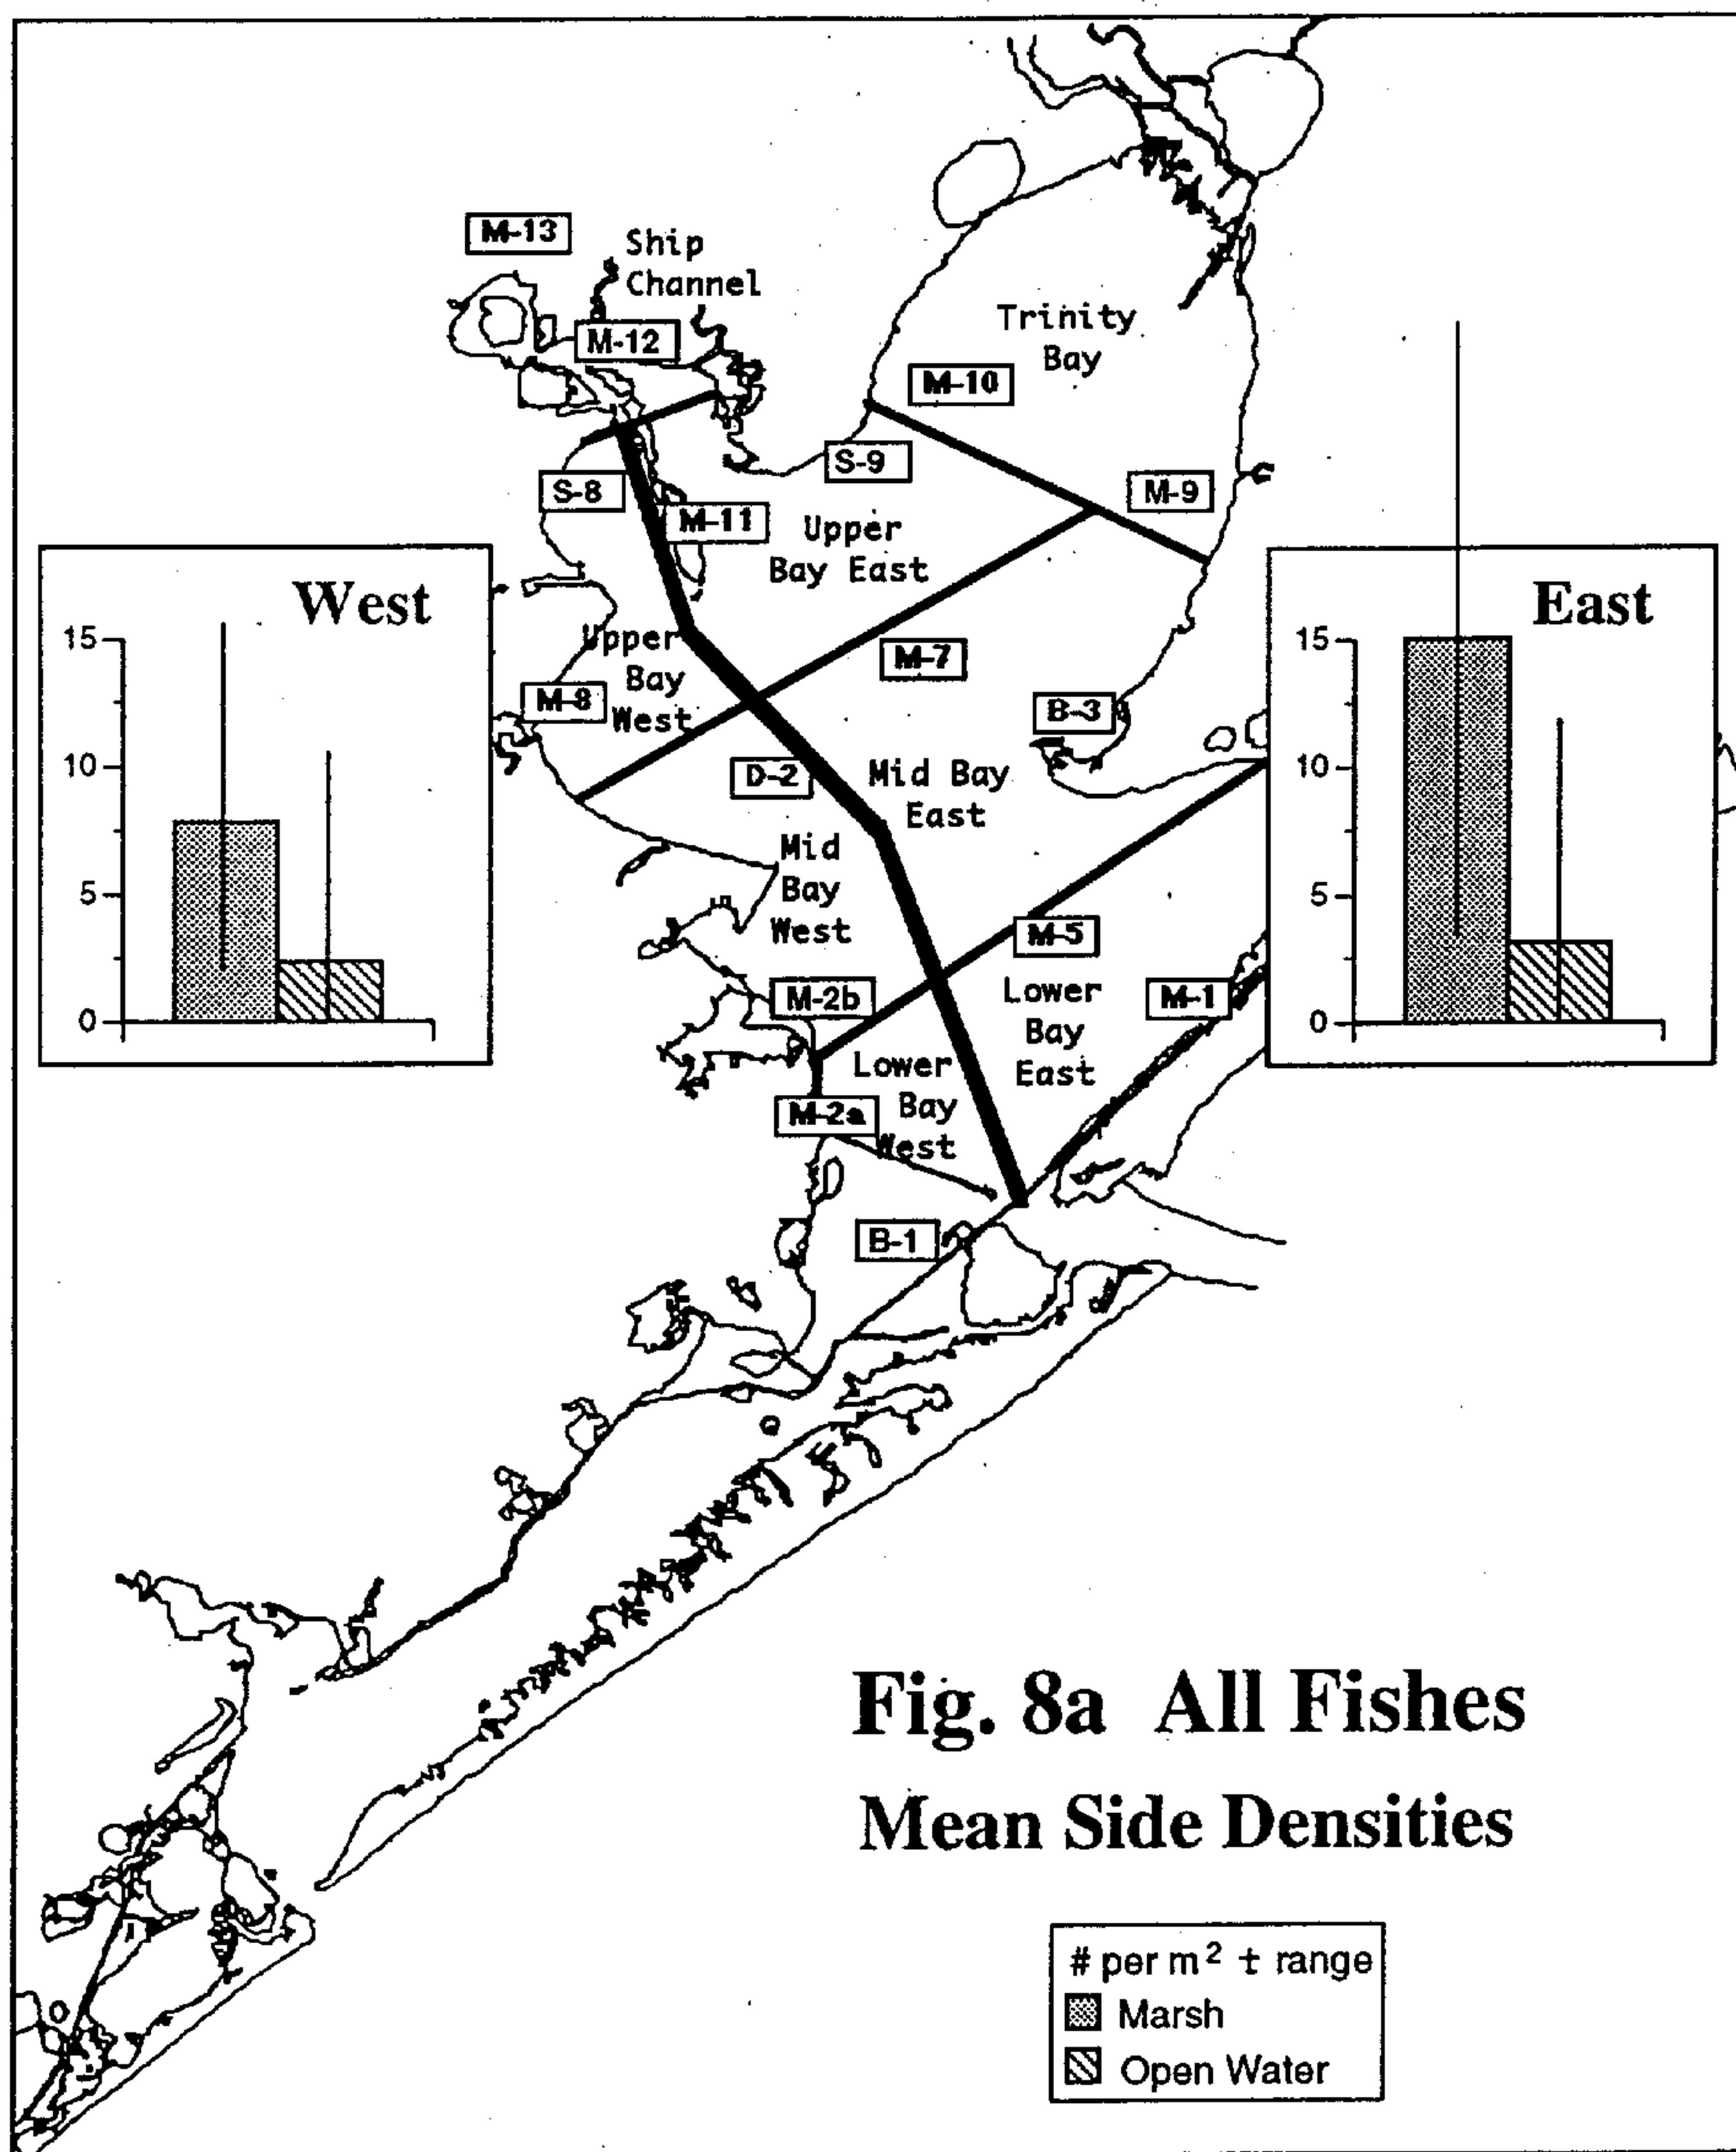 M-13
Ship
Channel
M-12
Trinity
Bay
M-10
S-9
M-9
S-8
M-11
Upper
Bay East
West
15
10
5
0
Upper
Bay
West
M-8
M-7
B-3
D-2
Mid Bay
East
Mid
Bay
West
M-5
M-2b
Lower
Bay
East
M-1
Lower
Bay
West
M-2a
B-1
East
15
10
5
0
Fig. 8a All Fishes
Mean Side Densities
# per m² ± range
Marsh
Open Water